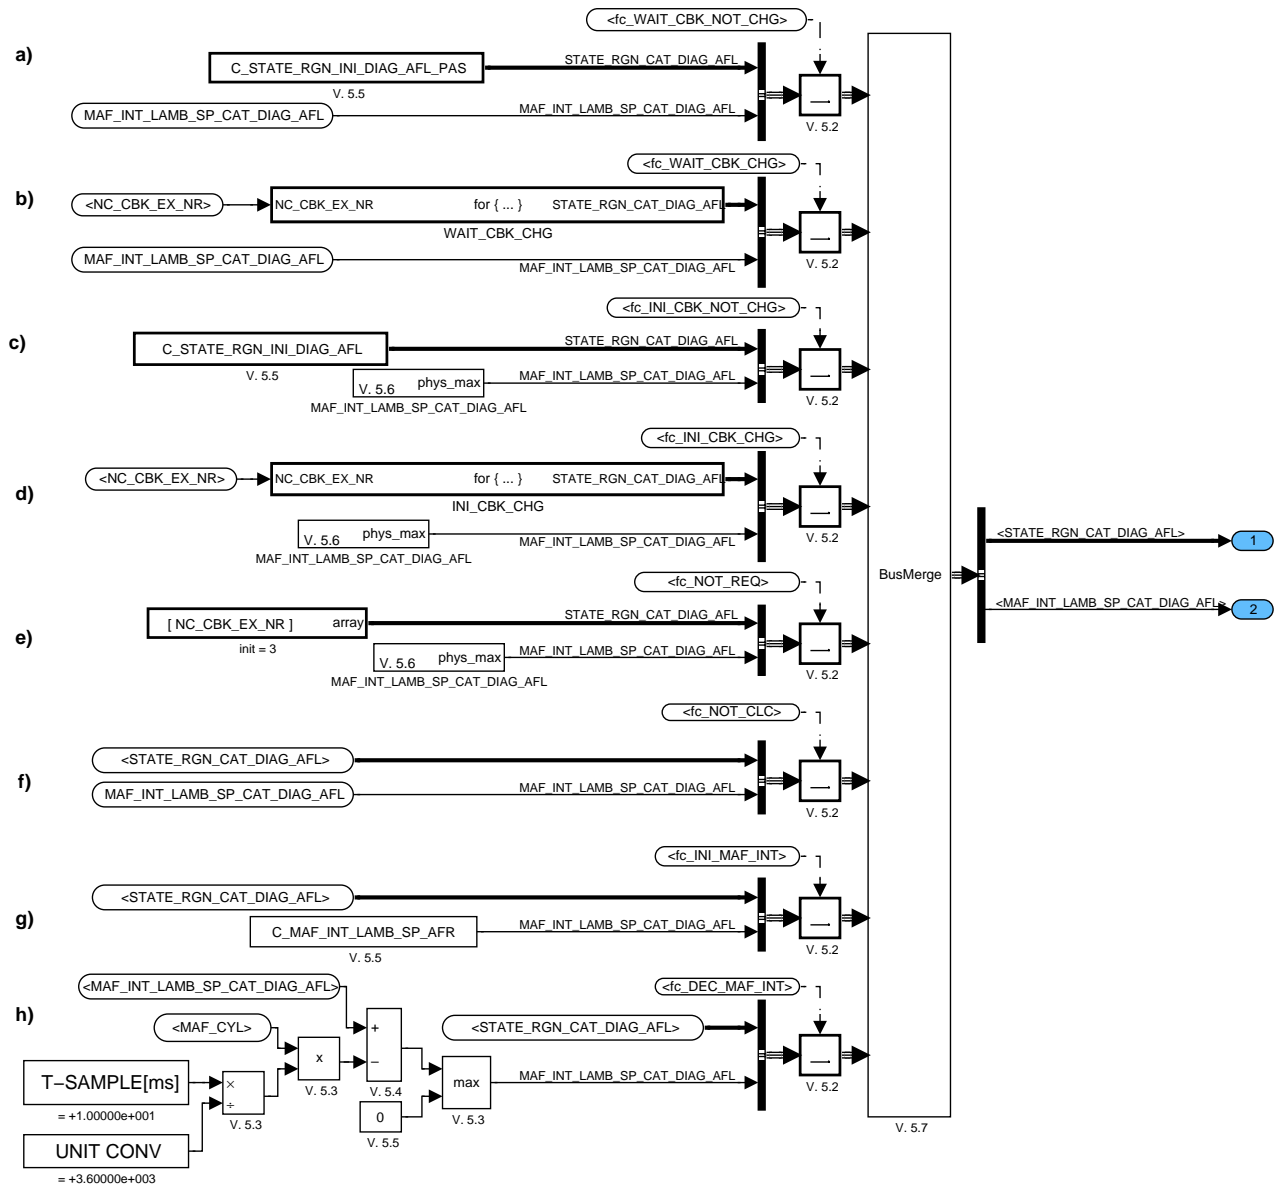 <fc_WAIT_CBK_NOT_CHG>
a)
C_STATE_RGN_INI_DIAG_AFL_PAS
STATE_RGN_CAT_DIAG_AFL
V. 5.5
MAF_INT_LAMB_SP_CAT_DIAG_AFL
MAF_INT_LAMB_SP_CAT_DIAG_AFL
V. 5.2
<fc_WAIT_CBK_CHG>
b)
<NC_CBK_EX_NR>
NC_CBK_EX_NR for { ... } STATE_RGN_CAT_DIAG_AFL
WAIT_CBK_CHG
MAF_INT_LAMB_SP_CAT_DIAG_AFL
MAF_INT_LAMB_SP_CAT_DIAG_AFL
V. 5.2
<fc_INI_CBK_NOT_CHG>
c)
C_STATE_RGN_INI_DIAG_AFL
STATE_RGN_CAT_DIAG_AFL
V. 5.5
V. 5.6 phys_max
MAF_INT_LAMB_SP_CAT_DIAG_AFL
MAF_INT_LAMB_SP_CAT_DIAG_AFL
V. 5.2
<fc_INI_CBK_CHG>
d)
<NC_CBK_EX_NR>
NC_CBK_EX_NR for { ... } STATE_RGN_CAT_DIAG_AFL
INI_CBK_CHG
V. 5.6 phys_max
MAF_INT_LAMB_SP_CAT_DIAG_AFL
MAF_INT_LAMB_SP_CAT_DIAG_AFL
V. 5.2
<fc_NOT_REQ>
e)
[ NC_CBK_EX_NR ] array
STATE_RGN_CAT_DIAG_AFL
init = 3
V. 5.6 phys_max
MAF_INT_LAMB_SP_CAT_DIAG_AFL
MAF_INT_LAMB_SP_CAT_DIAG_AFL
V. 5.2
<fc_NOT_CLC>
f)
<STATE_RGN_CAT_DIAG_AFL>
MAF_INT_LAMB_SP_CAT_DIAG_AFL
MAF_INT_LAMB_SP_CAT_DIAG_AFL
V. 5.2
<fc_INI_MAF_INT>
g)
<STATE_RGN_CAT_DIAG_AFL>
C_MAF_INT_LAMB_SP_AFR
MAF_INT_LAMB_SP_CAT_DIAG_AFL
V. 5.5
V. 5.2
<fc_DEC_MAF_INT>
h)
<MAF_INT_LAMB_SP_CAT_DIAG_AFL>
<MAF_CYL>
<STATE_RGN_CAT_DIAG_AFL>
+
−
V. 5.4
x
V. 5.3
T−SAMPLE[ms]
= +1.00000e+001
×
÷
V. 5.3
0
V. 5.5
max
V. 5.3
MAF_INT_LAMB_SP_CAT_DIAG_AFL
V. 5.2
UNIT CONV
= +3.60000e+003
BusMerge
V. 5.7
<STATE_RGN_CAT_DIAG_AFL>
1
<MAF_INT_LAMB_SP_CAT_DIAG_AFL>
2